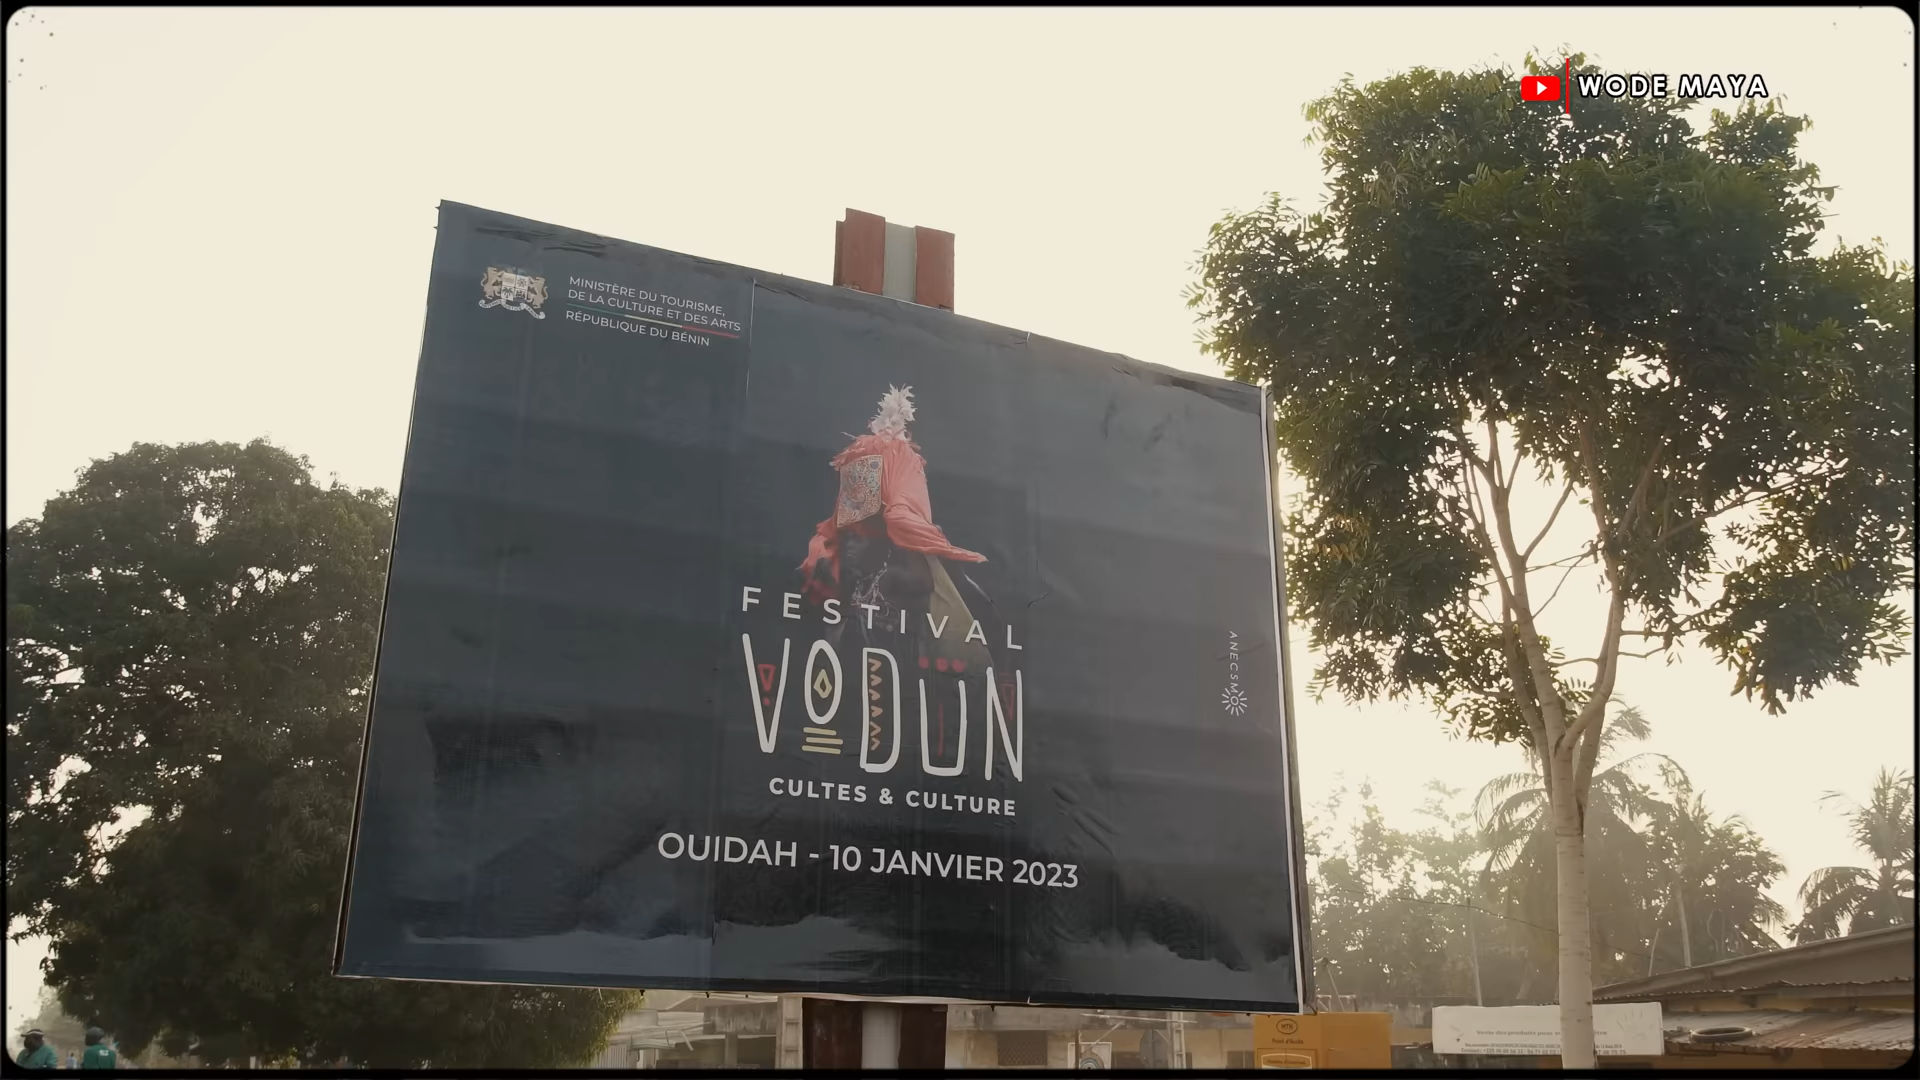 WODE MAYA
MINISTÈRE DU TOURISME,
DE LA CULTURE ET DES ARTS
RÉPUBLIQUE DU BÉNIN
FESTIVAL
VODUN
CULTES & CULTURE
OUIDAH - 10 JANVIER 2023
MTN